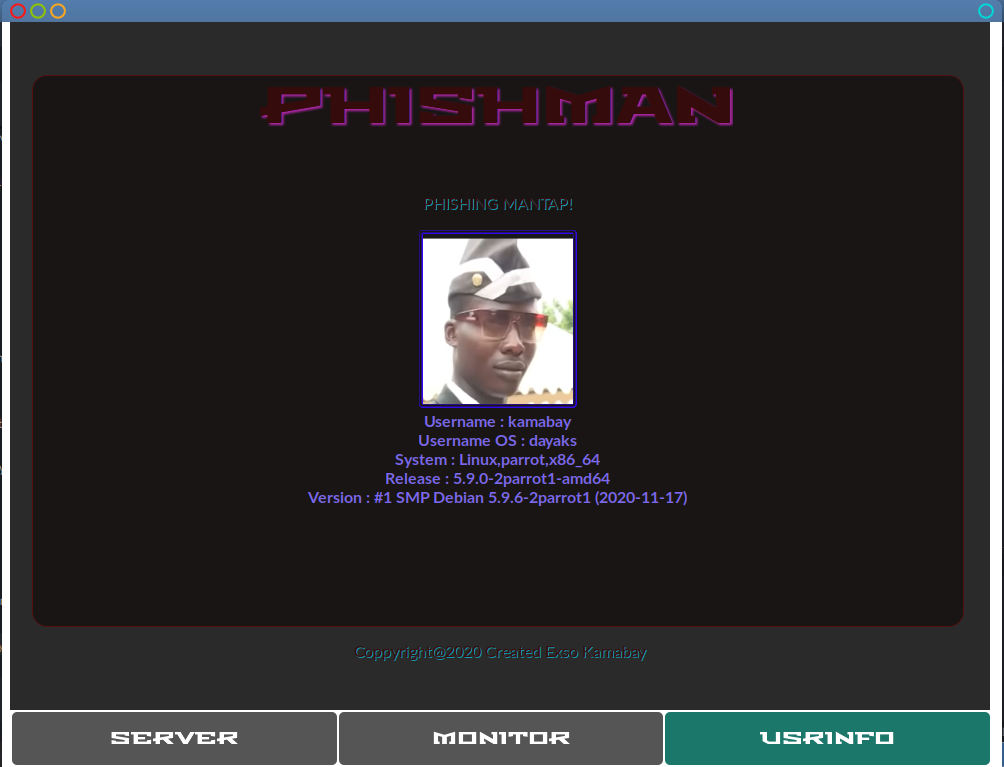 PHISHMAN
PHISHING MANTAP!
Username : kamabay
Username OS : dayaks
System : Linux,parrot,x86_64
Release : 5.9.0-2parrot1-amd64
Version : #1 SMP Debian 5.9.6-2parrot1 (2020-11-17)
Coppyright@2020 Created Exso Kamabay
SERVER MONITOR USRINFO